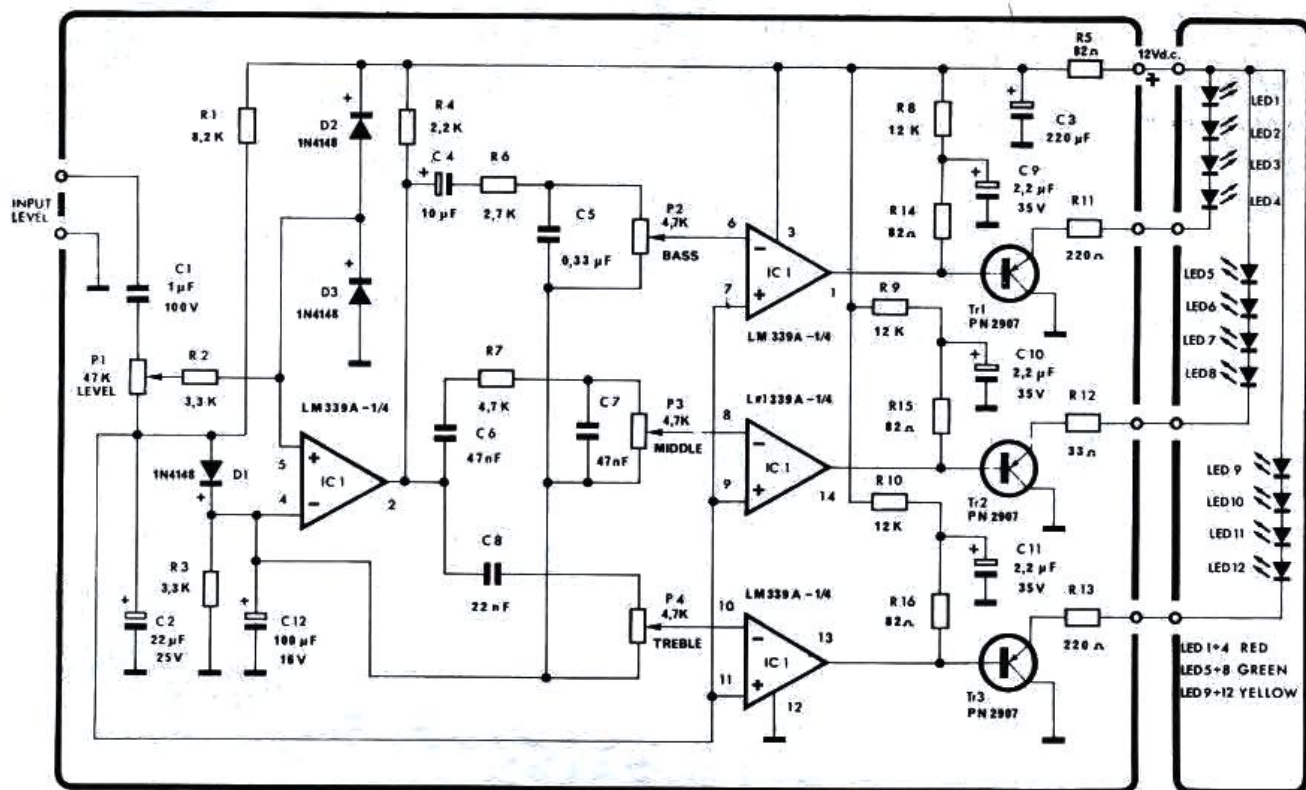 INPUT
LEVEL
C1
1µF
100V
P1
47K
LEVEL
R2
3,3K
R1
8,2K
D2
1N4148
D3
1N4148
R4
2,2K
C4
10µF
R6
2,7K
C5
0,33µF
P2
4,7K
BASS
6
7
3
IC1
1
LM339A-1/4
R7
4,7K
C6
47nF
C7
47nF
P3
4,7K
MIDDLE
LM339A-1/4
5
4
IC1
2
1N4148
D1
R3
3,3K
C2
22µF
25V
C12
100µF
16V
C8
22nF
P4
4,7K
TREBLE
8
9
IC1
14
Lr1339A-1/4
LM339A-1/4
10
11
IC1
13
12
R5
82Ω
12Vd.c.
+
C3
220µF
R8
12K
C9
2,2µF
35V
R14
82Ω
R11
220Ω
Tr1
PN2907
R9
12K
C10
2,2µF
35V
R15
82Ω
R12
33Ω
Tr2
PN2907
R10
12K
C11
2,2µF
35V
R16
82Ω
R13
220Ω
Tr3
PN2907
LED1
LED2
LED3
LED4
LED5
LED6
LED7
LED8
LED9
LED10
LED11
LED12
LED1÷4 RED
LED5÷8 GREEN
LED9÷12 YELLOW